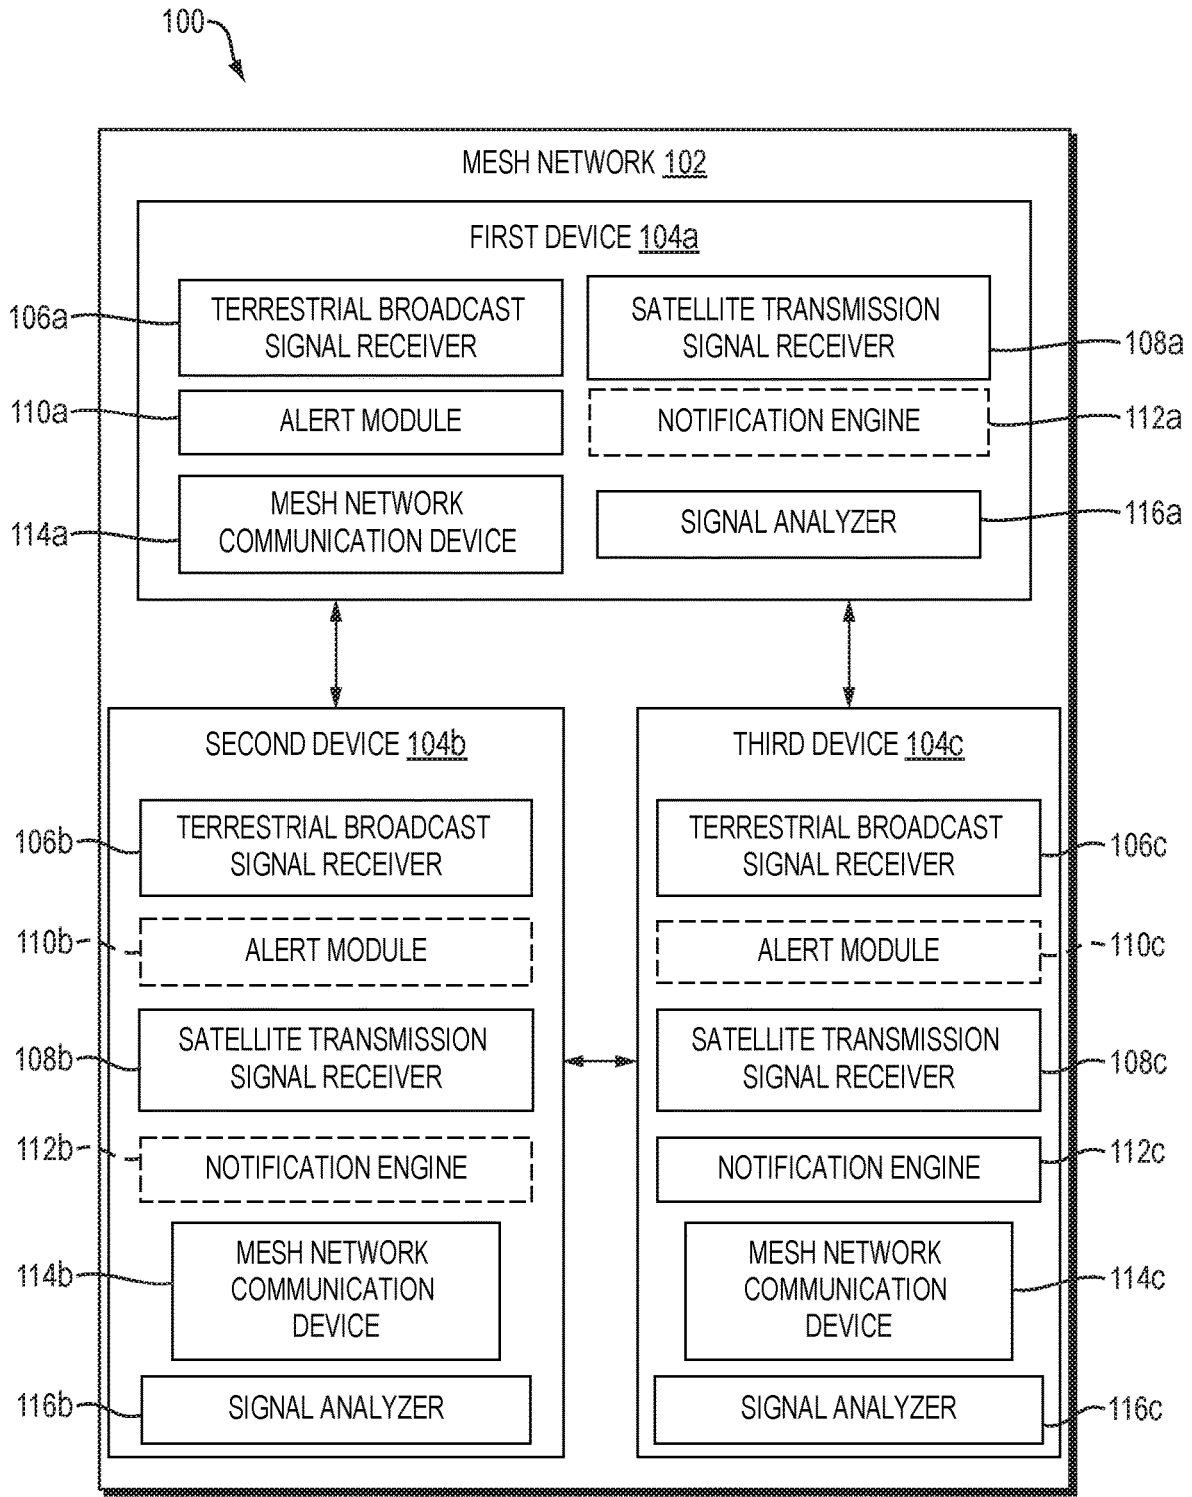 100
MESH NETWORK 102
FIRST DEVICE 104a
106a
TERRESTRIAL BROADCAST
SIGNAL RECEIVER
SATELLITE TRANSMISSION
SIGNAL RECEIVER
108a
110a
ALERT MODULE
NOTIFICATION ENGINE
112a
114a
MESH NETWORK
COMMUNICATION DEVICE
SIGNAL ANALYZER
116a
SECOND DEVICE 104b
106b
TERRESTRIAL BROADCAST
SIGNAL RECEIVER
110b
ALERT MODULE
108b
SATELLITE TRANSMISSION
SIGNAL RECEIVER
112b
NOTIFICATION ENGINE
114b
MESH NETWORK
COMMUNICATION
DEVICE
116b
SIGNAL ANALYZER
THIRD DEVICE 104c
TERRESTRIAL BROADCAST
SIGNAL RECEIVER
106c
ALERT MODULE
110c
SATELLITE TRANSMISSION
SIGNAL RECEIVER
108c
NOTIFICATION ENGINE
112c
MESH NETWORK
COMMUNICATION
DEVICE
114c
SIGNAL ANALYZER
116c